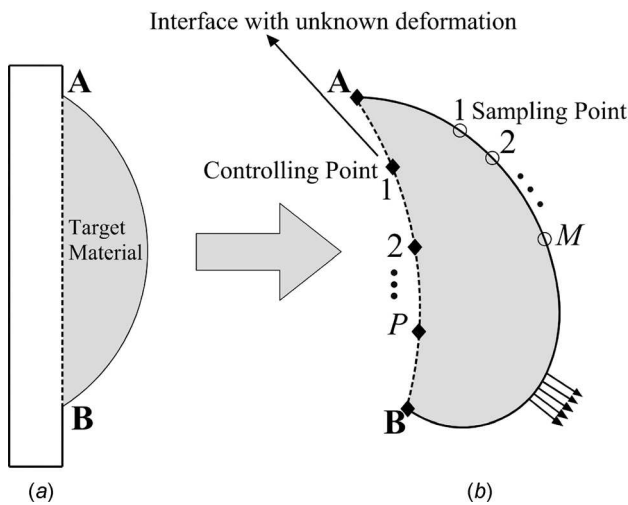 Interface with unknown deformation
A
A
1 Sampling Point
2
Controlling Point
1
Target
Material
2
M
P
B
B
(a)
(b)